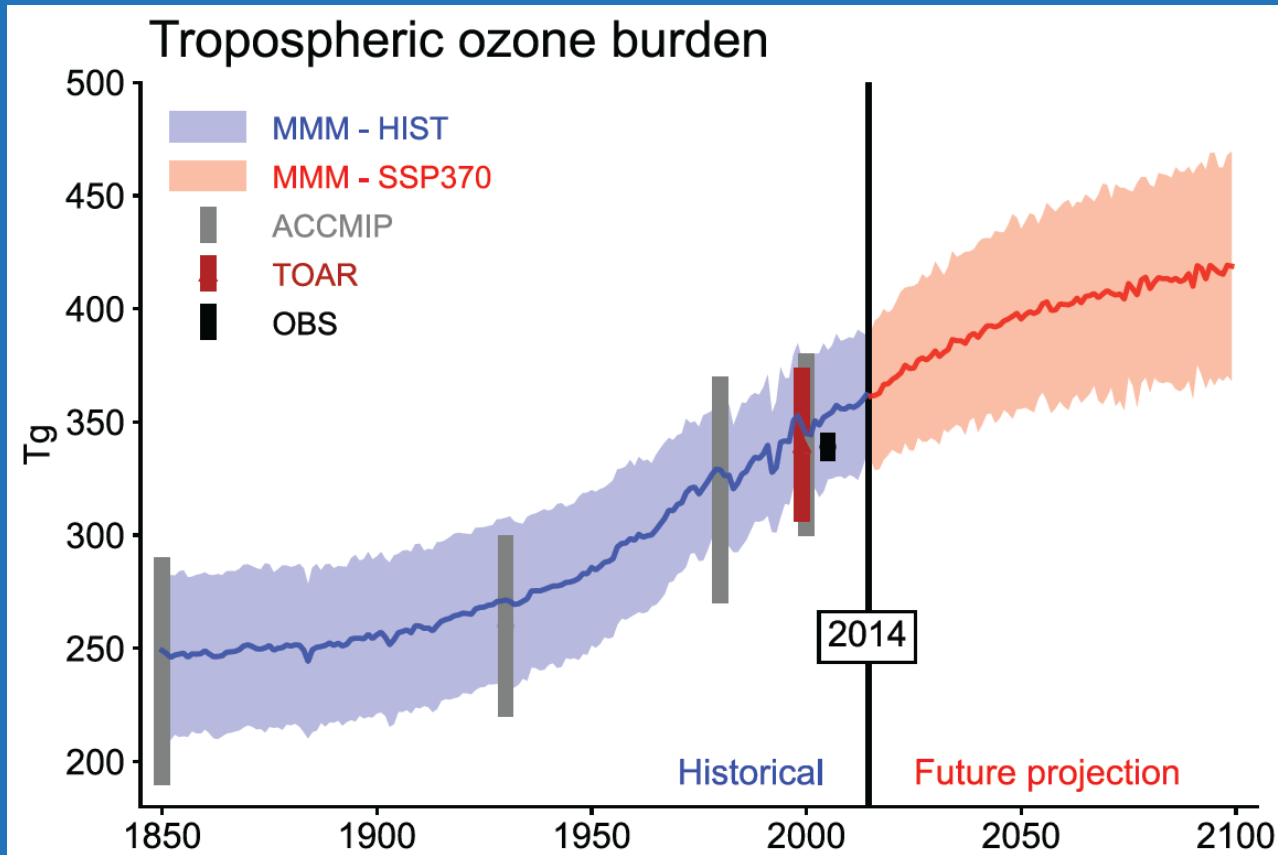 Tropospheric ozone burden
500
450
400
350
300
250
200
Tg
MMM - HIST
MMM - SSP370
ACCMIP
TOAR
OBS
2014
Historical
Future projection
1850
1900
1950
2000
2050
2100